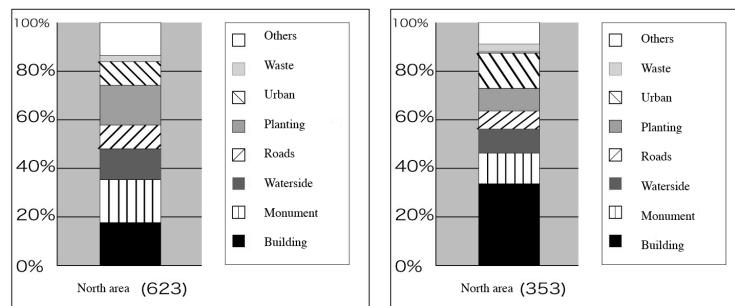 100%
80%
60%
40%
20%
0%
North area (623)
Others
Waste
Urban
Planting
Roads
Waterside
Monument
Building
100%
80%
60%
40%
20%
0%
North area (353)
Others
Waste
Urban
Planting
Roads
Waterside
Monument
Building